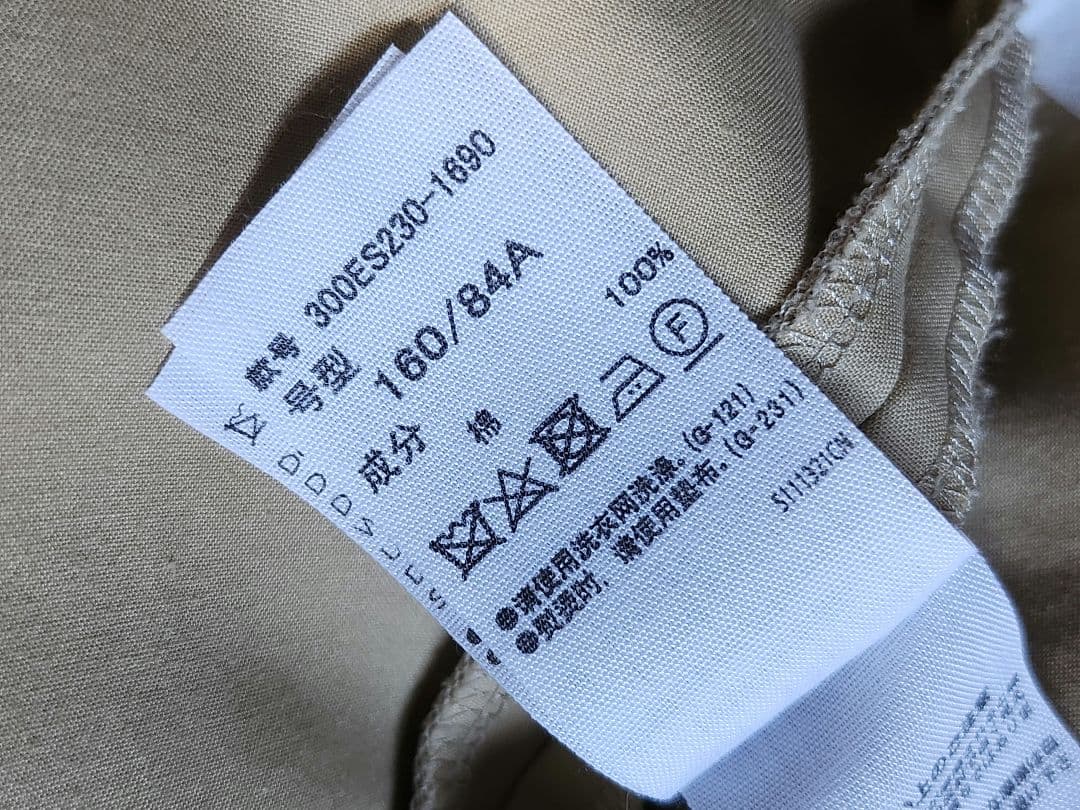 款号 300ES230-1690
号型 160/84A
成分
棉 100%
F
●请使用洗衣网洗涤。(G-121)
●熨烫时，请使用垫布。(G-231)
S111331CN